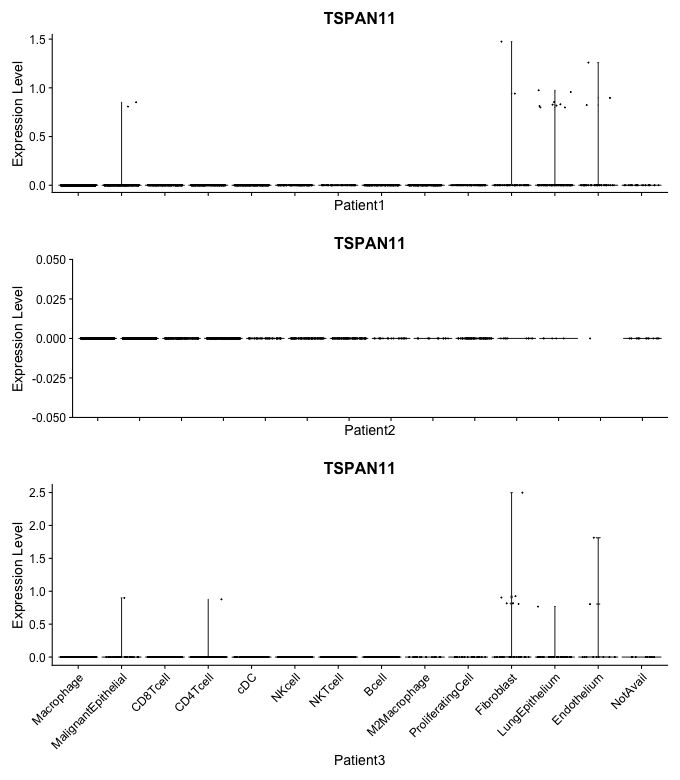 TSPAN11
Expression Level
1.5
1.0
0.5
0.0
Patient1
TSPAN11
Expression Level
0.050
0.025
0.000
-0.025
-0.050
Patient2
TSPAN11
Expression Level
2.5
2.0
1.5
1.0
0.5
0.0
Macrophage
MalignantEpithelial
CD8Tcell
CD4Tcell
cDC
NKcell
NKTcell
Bcell
M2Macrophage
ProliferatingCell
Fibroblast
LungEpithelium
Endothelium
NotAvail
Patient3